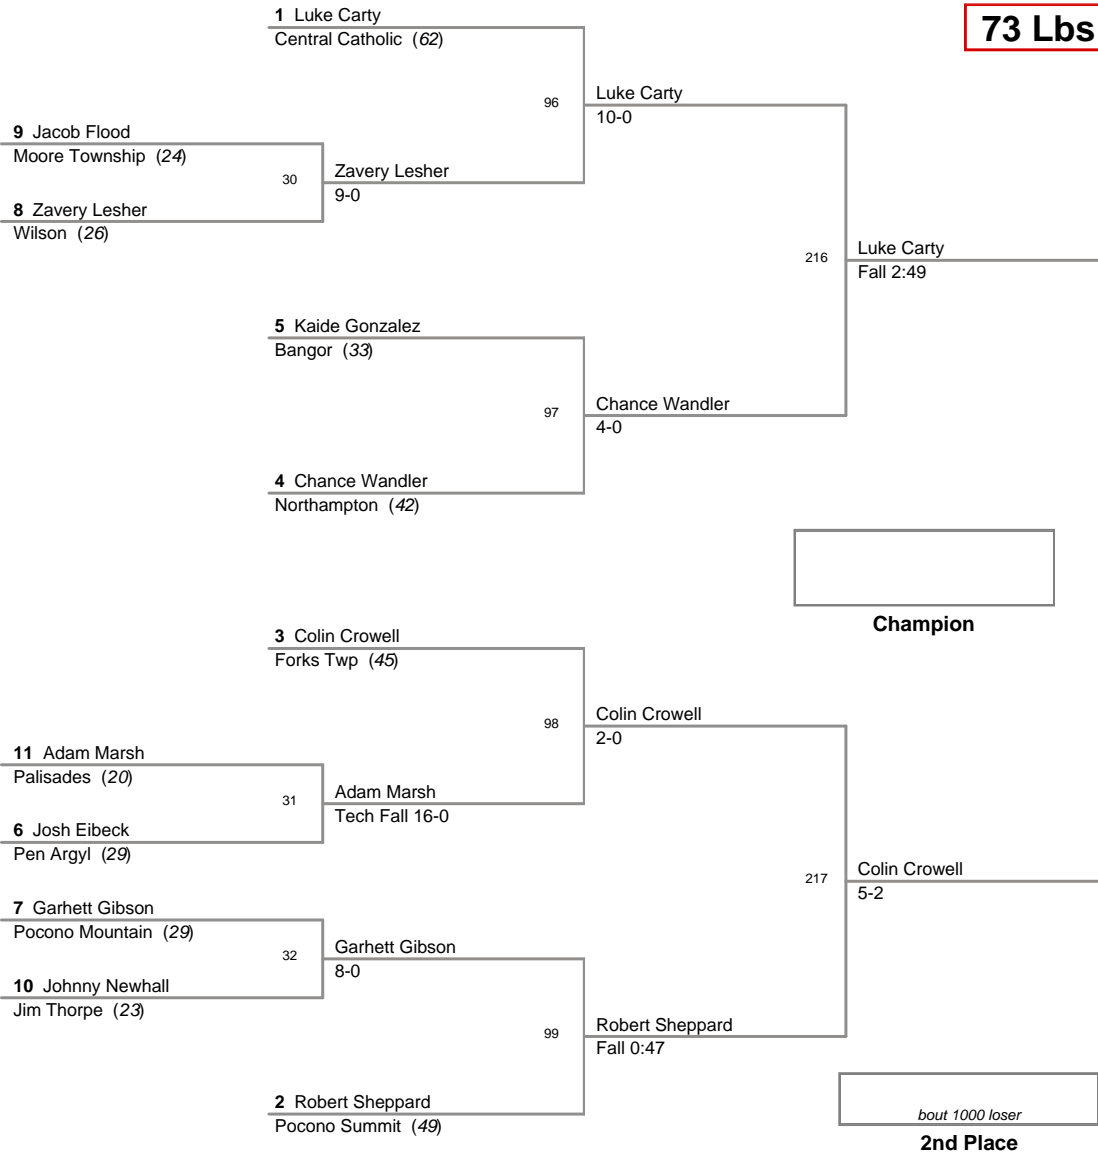 1 Luke Carty
Central Catholic (62)
73 Lbs
96
Luke Carty
10-0
9 Jacob Flood
Moore Township (24)
30
Zavery Lesher
9-0
8 Zavery Lesher
Wilson (26)
216
Luke Carty
Fall 2:49
5 Kaide Gonzalez
Bangor (33)
97
Chance Wandler
4-0
4 Chance Wandler
Northampton (42)
Champion
3 Colin Crowell
Forks Twp (45)
98
Colin Crowell
2-0
11 Adam Marsh
Palisades (20)
31
Adam Marsh
Tech Fall 16-0
6 Josh Eibeck
Pen Argyl (29)
217
Colin Crowell
5-2
7 Garhett Gibson
Pocono Mountain (29)
32
Garhett Gibson
8-0
10 Johnny Newhall
Jim Thorpe (23)
99
Robert Sheppard
Fall 0:47
2 Robert Sheppard
Pocono Summit (49)
bout 1000 loser
2nd Place